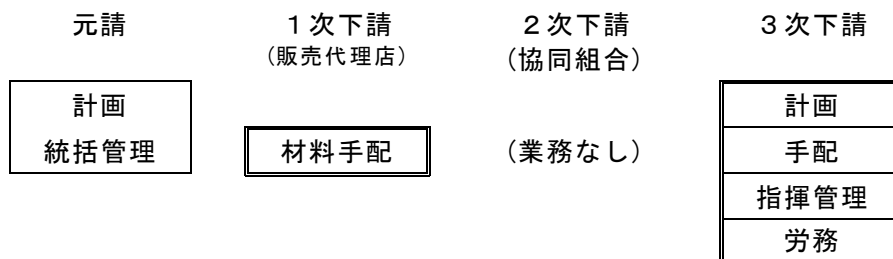 元請
１次下請
（販売代理店）
２次下請
（協同組合）
３次下請
計画
統括管理
材料手配
（業務なし）
計画
手配
指揮管理
労務